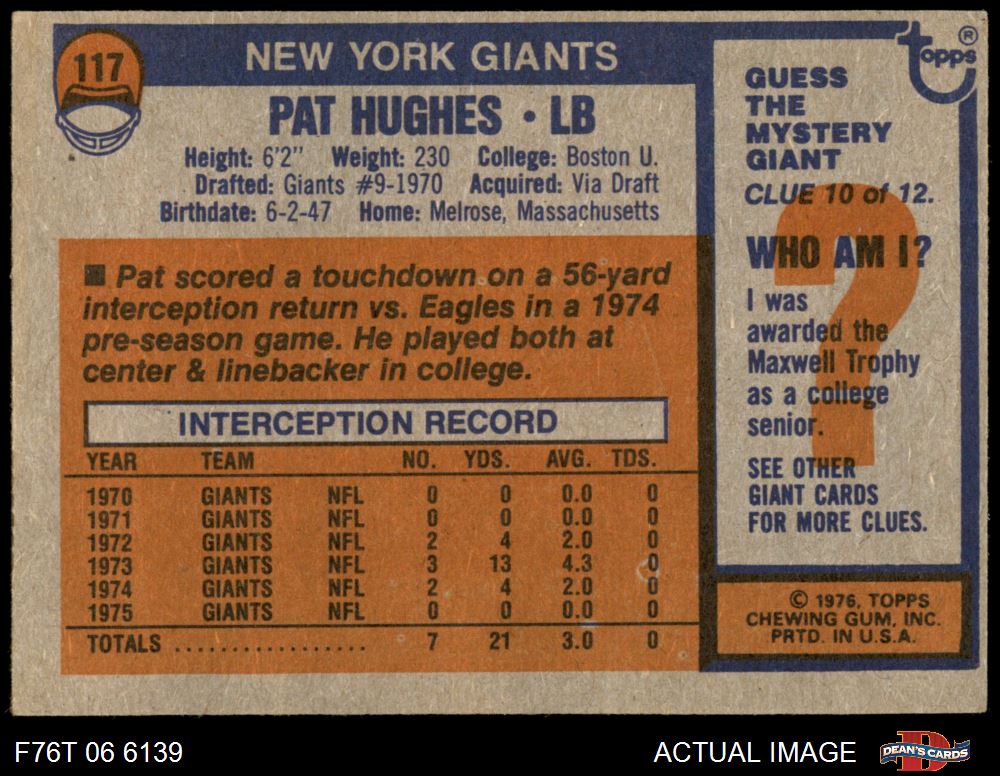 117
NEW YORK GIANTS
PAT HUGHES • LB
Height: 6'2" Weight: 230 College: Boston U.
Drafted: Giants #9-1970 Acquired: Via Draft
Birthdate: 6-2-47 Home: Melrose, Massachusetts
■ Pat scored a touchdown on a 56-yard
interception return vs. Eagles in a 1974
pre-season game. He played both at
center & linebacker in college.
INTERCEPTION RECORD
YEAR TEAM NO. YDS. AVG. TDS.
1970 GIANTS NFL 0 0 0.0 0
1971 GIANTS NFL 0 0 0.0 0
1972 GIANTS NFL 2 4 2.0 0
1973 GIANTS NFL 3 13 4.3 0
1974 GIANTS NFL 2 4 2.0 0
1975 GIANTS NFL 0 0 0.0 0
TOTALS ................. 7 21 3.0 0
topps®
GUESS
THE
MYSTERY
GIANT
CLUE 10 of 12.
?
WHO AM I?
I was
awarded the
Maxwell Trophy
as a college
senior.
SEE OTHER
GIANT CARDS
FOR MORE CLUES.
© 1976, TOPPS
CHEWING GUM, INC.
PRTD. IN U.S.A.
F76T 06 6139
ACTUAL IMAGE
D
DEAN'S CARDS